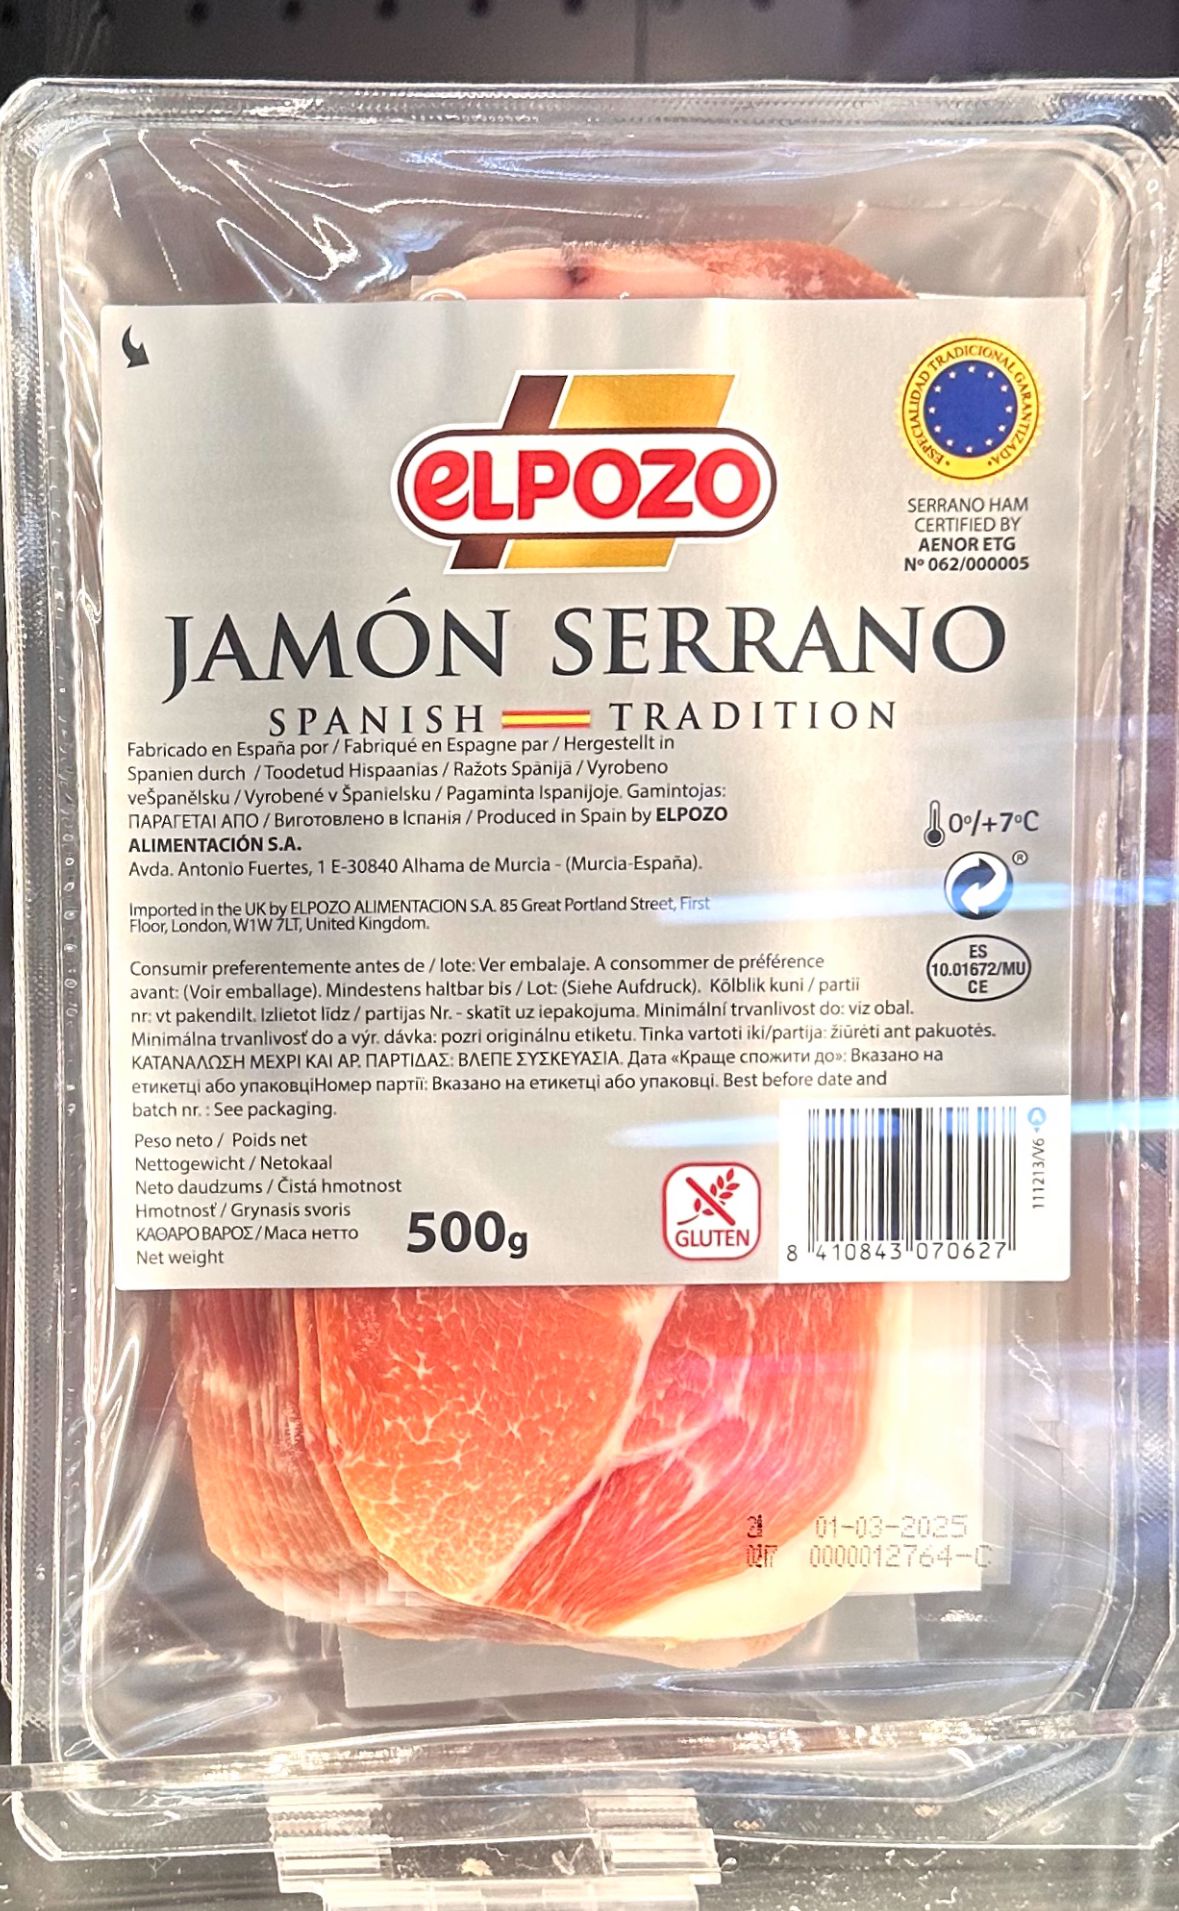 ESPECIALIDAD TRADICIONAL GARANTIZADA
ELPOZO
SERRANO HAM
CERTIFIED BY
AENOR ETG
Nº 062/000005
JAMÓN SERRANO
SPANISH TRADITION
Fabricado en España por / Fabriqué en Espagne par / Hergestellt in
Spanien durch / Toodetud Hispaanias / Ražots Spānijā / Vyrobeno
veŠpanělsku / Vyrobené v Španielsku / Pagaminta Ispanijoje. Gamintojas:
ΠΑΡΑΓΕΤΑΙ ΑΠΟ / Виготовлено в Іспанія / Produced in Spain by ELPOZO
ALIMENTACIÓN S.A.
Avda. Antonio Fuertes, 1 E-30840 Alhama de Murcia - (Murcia-España).
0º/+7ºC
®
Imported in the UK by ELPOZO ALIMENTACION S.A. 85 Great Portland Street, First
Floor, London, W1W 7LT, United Kingdom.
ES
10.01672/MU
CE
Consumir preferentemente antes de / lote: Ver embalaje. A consommer de préférence
avant: (Voir emballage). Mindestens haltbar bis / Lot: (Siehe Aufdruck). Kõlblik kuni / partii
nr: vt pakendilt. Izlietot līdz / partijas Nr. - skatīt uz iepakojuma. Minimální trvanlivost do: viz obal.
Minimálna trvanlivosť do a výr. dávka: pozri originálnu etiketu. Tinka vartoti iki/partija: žiūrėti ant pakuotės.
ΚΑΤΑΝΑΛΩΣΗ ΜΕΧΡΙ ΚΑΙ ΑΡ. ΠΑΡΤΙΔΑΣ: ΒΛΕΠΕ ΣΥΣΚΕΥΑΣΙΑ. Дата «Краще спожити до»: Вказано на
етикетці або упаковціНомер партії: Вказано на етикетці або упаковці. Best before date and
batch nr. : See packaging.
Peso neto / Poids net
Nettogewicht / Netokaal
Neto daudzums / Čistá hmotnost
Hmotnosť / Grynasis svoris
ΚΑΘΑΡΟ ΒΑΡΟΣ / Маса нетто
Net weight
500g
GLUTEN
8 410843 070627
111213/V6
A
01-03-2025
0000012764-C